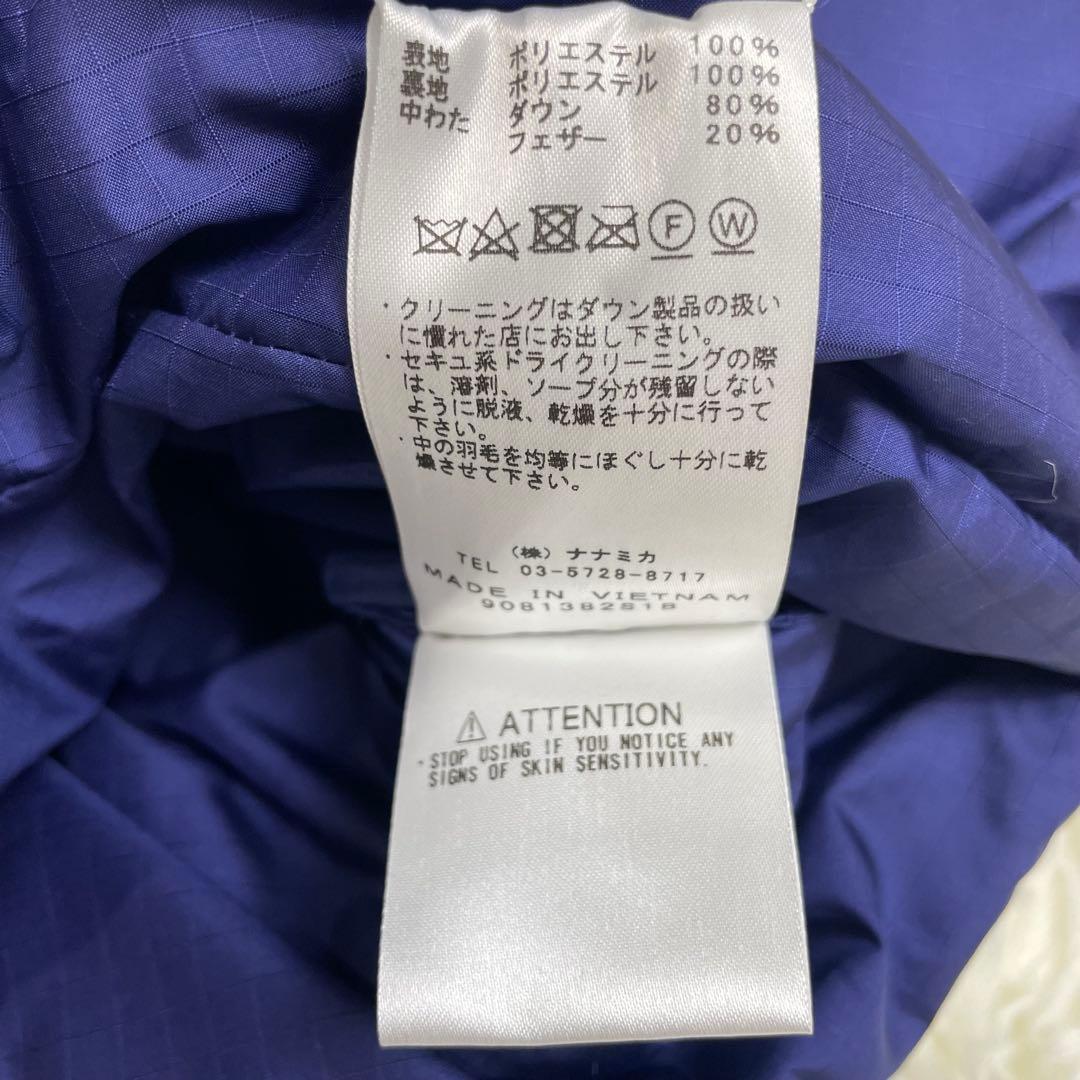 表地 ポリエステル 100%
裏地 ポリエステル 100%
中わた ダウン 80%
フェザー 20%
F W
・クリーニングはダウン製品の扱い
に慣れた店にお出し下さい。
・セキユ系ドライクリーニングの際
は、溶剤、ソープ分が残留しない
ように脱液、乾燥を十分に行って
下さい。
・中の羽毛を均等にほぐし十分に乾
燥させて下さい。
(株) ナナミカ
TEL 03-5728-8717
MADE IN VIETNAM
9081382S18
⚠ ATTENTION
・STOP USING IF YOU NOTICE ANY
SIGNS OF SKIN SENSITIVITY.